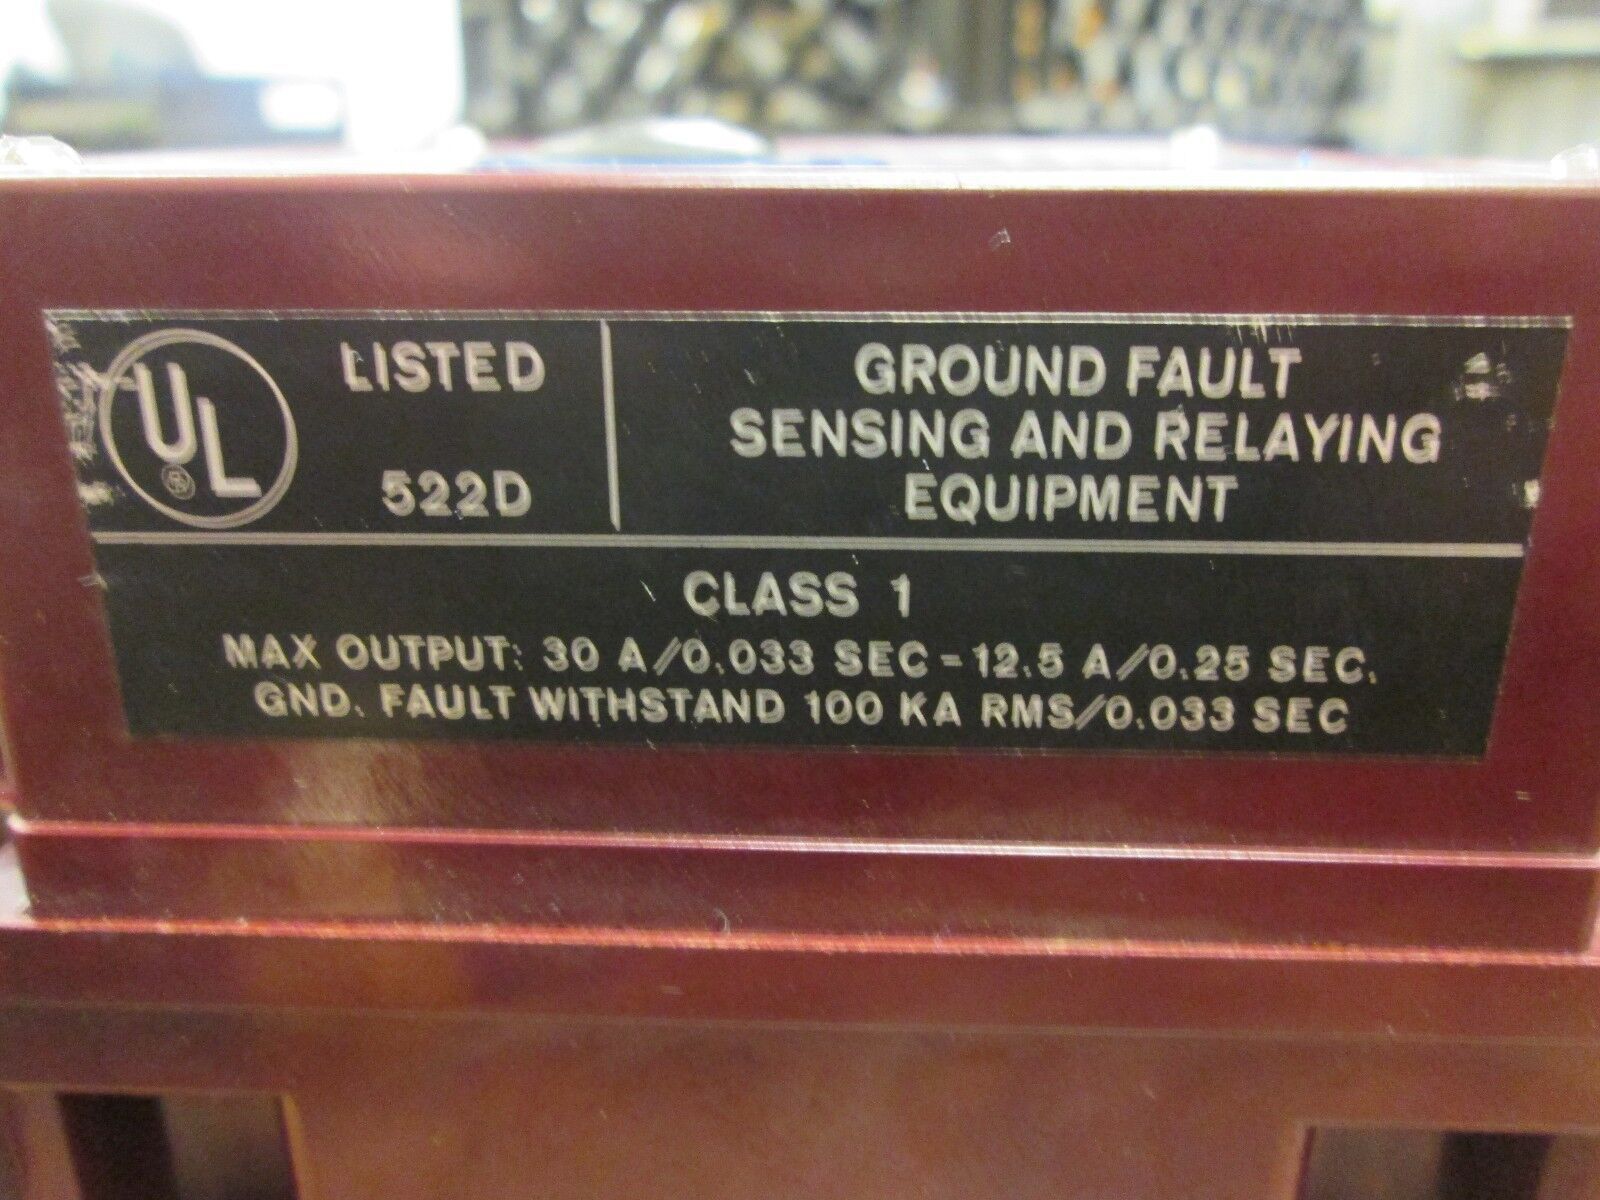 UL LISTED
522D
GROUND FAULT
SENSING AND RELAYING
EQUIPMENT
CLASS 1
MAX OUTPUT: 30 A/0.033 SEC-12.5 A/0.25 SEC.
GND. FAULT WITHSTAND 100 KA RMS/0.033 SEC